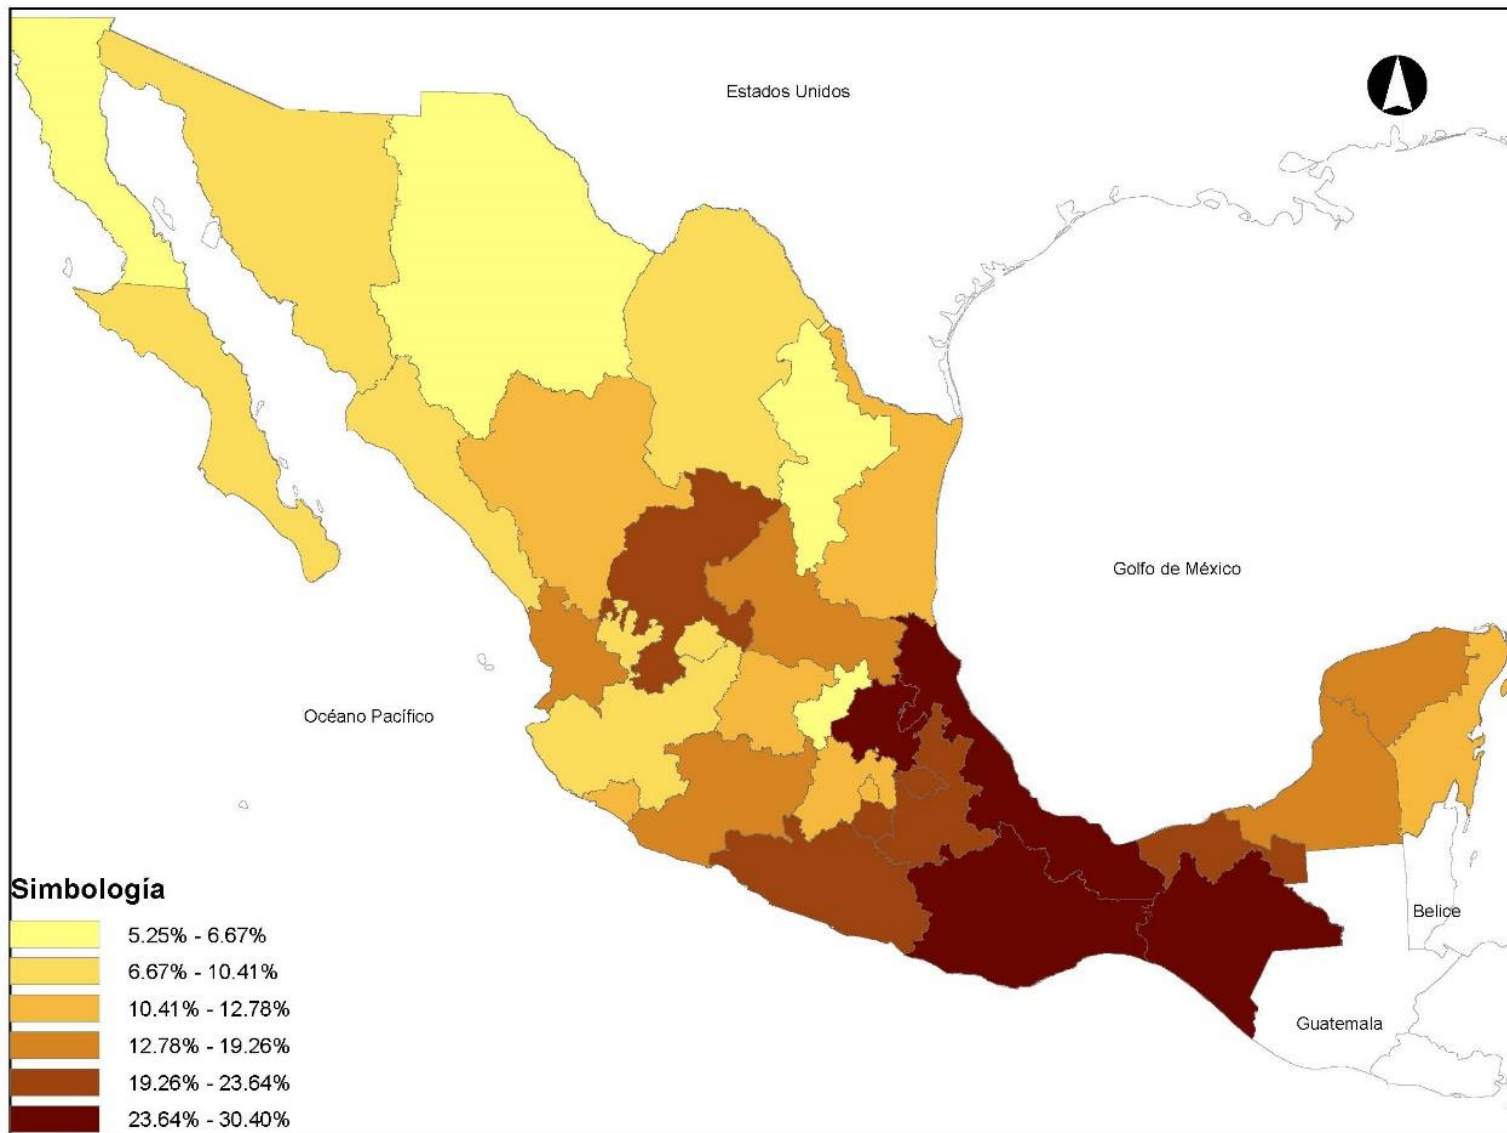 Estados Unidos
Golfo de México
Océano Pacífico
Simbología
5.25% - 6.67%
6.67% - 10.41%
10.41% - 12.78%
12.78% - 19.26%
19.26% - 23.64%
23.64% - 30.40%
Belice
Guatemala